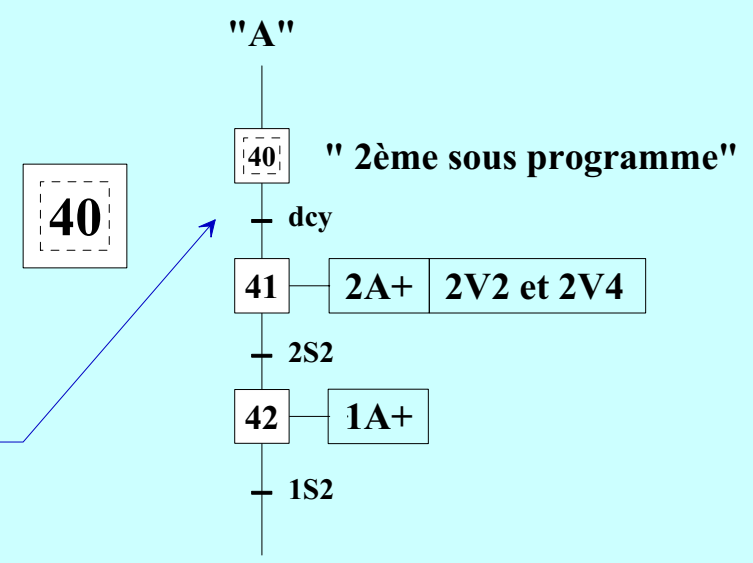 "A"
40 " 2ème sous programme"
40
dcy
41 2A+ 2V2 et 2V4
2S2
42 1A+
1S2